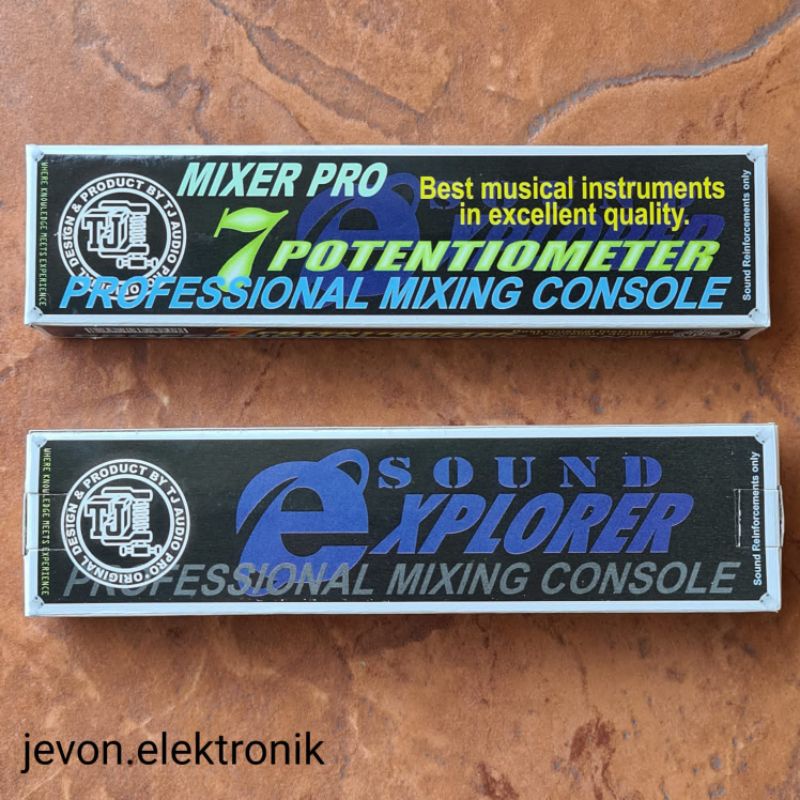 MIXER PRO
Best musical instruments
in excellent quality.
7 POTENTIOMETER
EXPLORER
PROFESSIONAL MIXING CONSOLE
ORIGINAL DESIGN & PRODUCT BY TJ AUDIO PRO
TJ
WHERE KNOWLEDGE MEETS EXPERIENCE
Sound Reinforcements only
SOUND
eXPLORER
PROFESSIONAL MIXING CONSOLE
ORIGINAL DESIGN & PRODUCT BY TJ AUDIO PRO
TJ
WHERE KNOWLEDGE MEETS EXPERIENCE
Sound Reinforcements only
jevon.elektronik